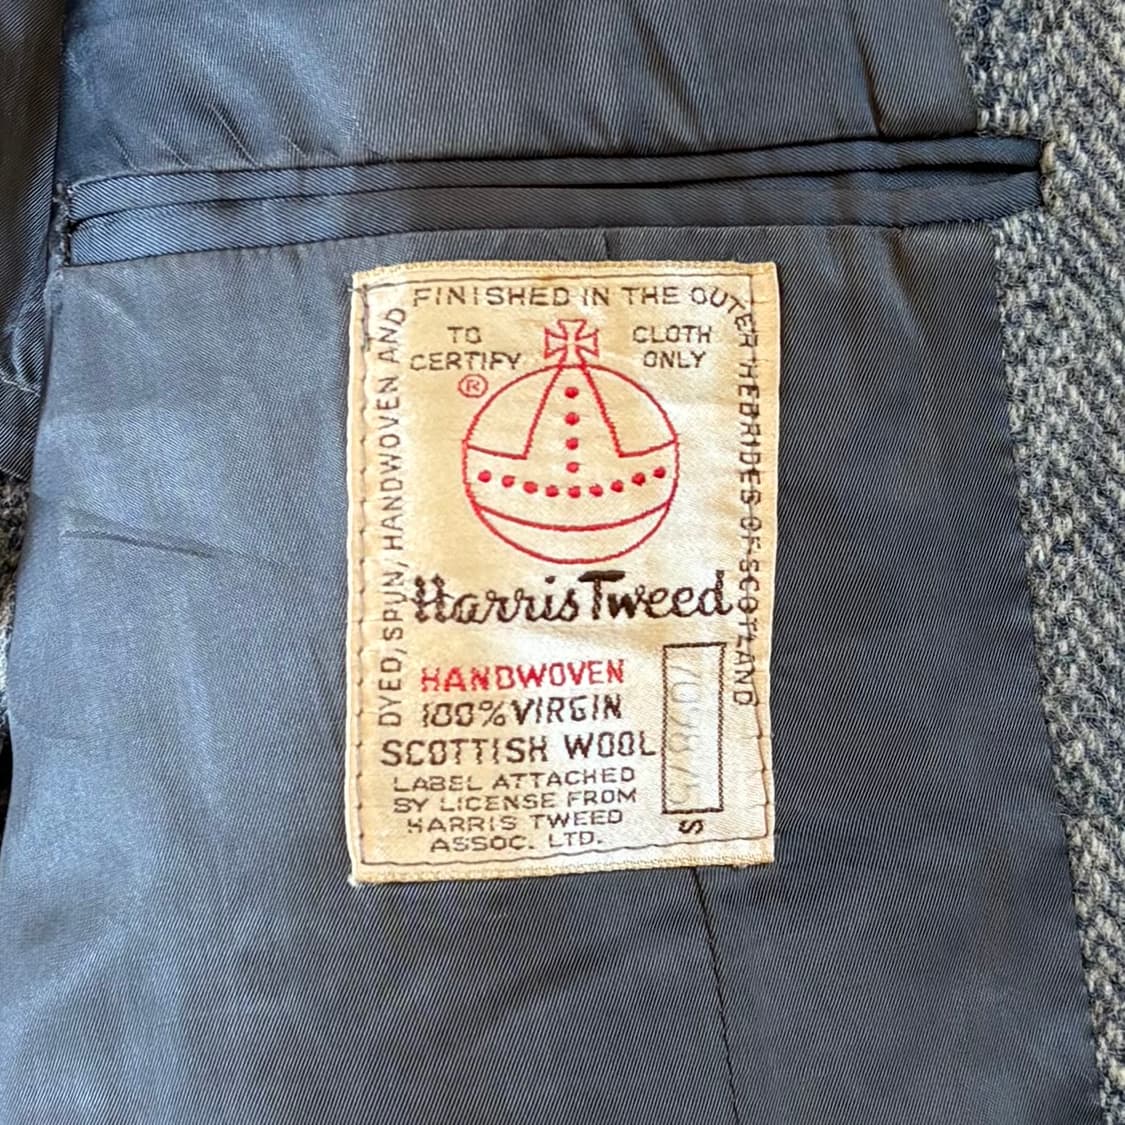 DYED, SPUN, HANDWOVEN AND FINISHED IN THE OUTER HEBRIDES OF SCOTLAND
TO CERTIFY
CLOTH ONLY
®
Harris Tweed
HANDWOVEN
100% VIRGIN
SCOTTISH WOOL
LABEL ATTACHED
BY LICENSE FROM
HARRIS TWEED
ASSOC. LTD.
S